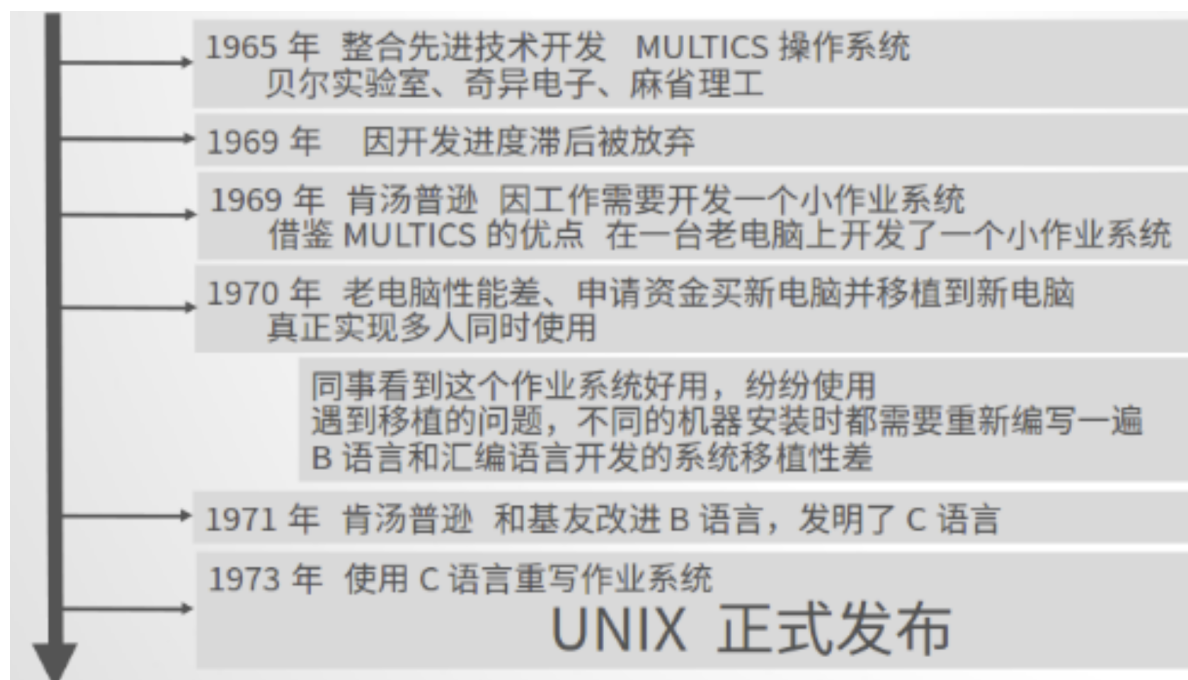 1965 年 整合先进技术开发 MULTICS 操作系统
贝尔实验室、奇异电子、麻省理工
1969 年 因开发进度滞后被放弃
1969 年 肯汤普逊 因工作需要开发一个小作业系统
借鉴 MULTICS 的优点 在一台老电脑上开发了一个小作业系统
1970 年 老电脑性能差、申请资金买新电脑并移植到新电脑
真正实现多人同时使用
同事看到这个作业系统好用，纷纷使用
遇到移植的问题，不同的机器安装时都需要重新编写一遍
B 语言和汇编语言开发的系统移植性差
1971 年 肯汤普逊 和基友改进 B 语言，发明了 C 语言
1973 年 使用 C 语言重写作业系统
UNIX 正式发布